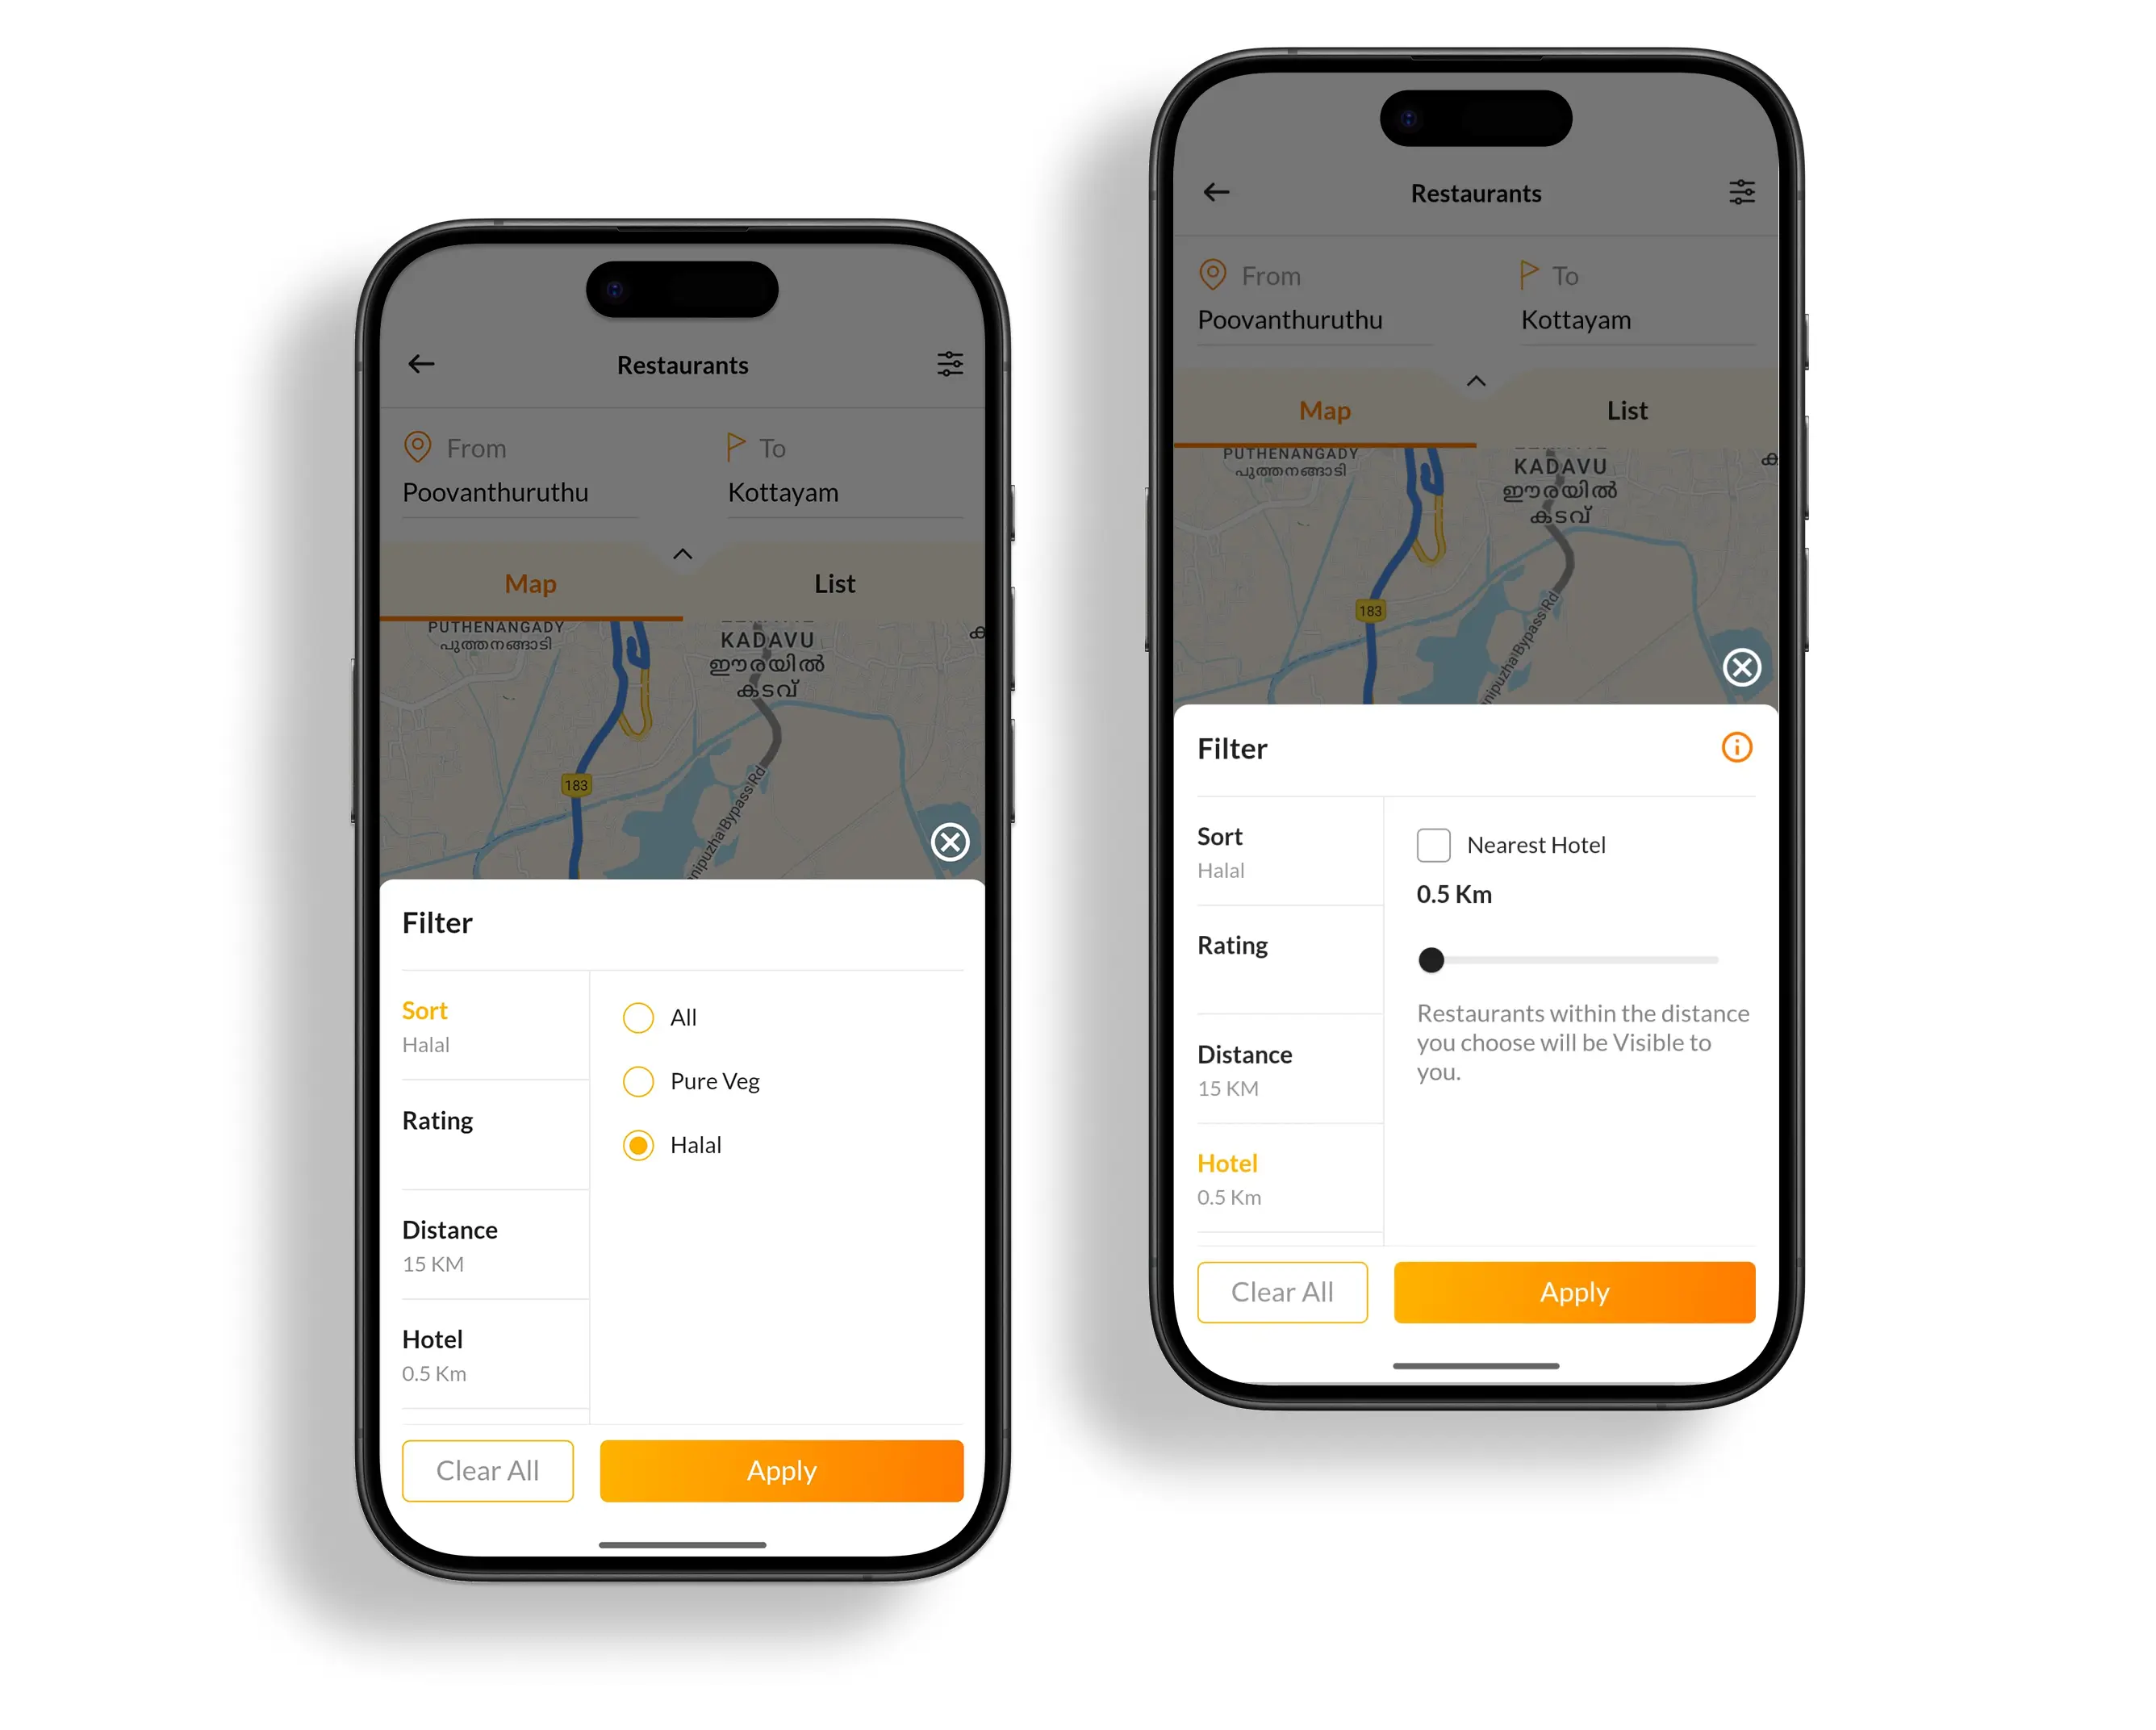 Restaurants
From
To
Poovanthuruthu
Kottayam
Map
List
PUTHENANGADY
പുത്തനങ്ങാടി
KADAVU
ഈരയിൽ
കടവ്
183
Bypass Rd
Filter
Sort
Halal
Rating
Distance
15 KM
Hotel
0.5 Km
All
Pure Veg
Halal
Clear All
Apply
Restaurants
From
To
Poovanthuruthu
Kottayam
Map
List
PUTHENANGADY
പുത്തനങ്ങാടി
KADAVU
ഈരയിൽ
കടവ്
183
Bypass Rd
Filter
Sort
Halal
Rating
Distance
15 KM
Hotel
0.5 Km
Nearest Hotel
0.5 Km
Restaurants within the distance
you choose will be Visible to
you.
Clear All
Apply